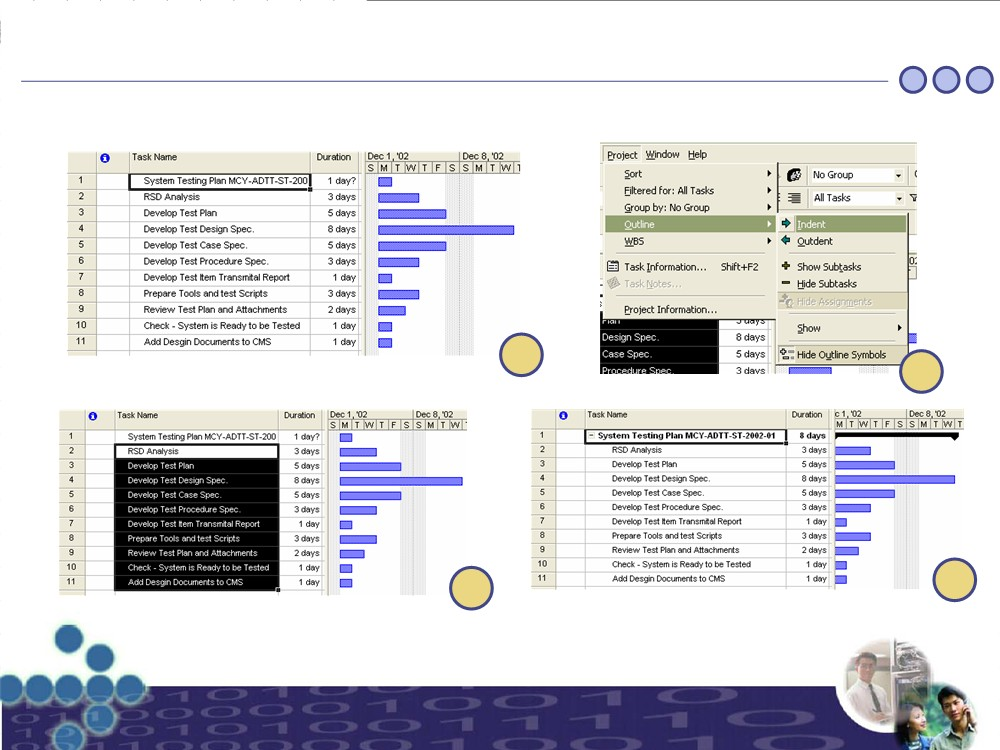 Task Name Duration Dec 1, '02 Dec 8, '02
S M T W T F S S M T W T
1 System Testing Plan MCY-ADTT-ST-200 1 day?
2 RSD Analysis 3 days
3 Develop Test Plan 5 days
4 Develop Test Design Spec. 8 days
5 Develop Test Case Spec. 5 days
6 Develop Test Procedure Spec. 3 days
7 Develop Test Item Transmital Report 1 day
8 Prepare Tools and test Scripts 3 days
9 Review Test Plan and Attachments 2 days
10 Check - System is Ready to be Tested 1 day
11 Add Desgin Documents to CMS 1 day
Project Window Help
Sort
Filtered for: All Tasks
Group by: No Group
Outline
WBS
Task Information... Shift+F2
Task Notes...
Project Information...
No Group
All Tasks
Indent
Outdent
Show Subtasks
Hide Subtasks
Hide Assignments
Show
Hide Outline Symbols
Plan 5 days
Design Spec. 8 days
Case Spec. 5 days
Procedure Spec. 3 days
Task Name Duration Dec 1, '02 Dec 8, '02
S M T W T F S S M T W T
1 System Testing Plan MCY-ADTT-ST-200 1 day?
2 RSD Analysis 3 days
3 Develop Test Plan 5 days
4 Develop Test Design Spec. 8 days
5 Develop Test Case Spec. 5 days
6 Develop Test Procedure Spec. 3 days
7 Develop Test Item Transmital Report 1 day
8 Prepare Tools and test Scripts 3 days
9 Review Test Plan and Attachments 2 days
10 Check - System is Ready to be Tested 1 day
11 Add Desgin Documents to CMS 1 day
Task Name Duration c 1, '02 Dec 8, '02
M T W T F S S M T W T
1 System Testing Plan MCY-ADTT-ST-2002-01 8 days
2 RSD Analysis 3 days
3 Develop Test Plan 5 days
4 Develop Test Design Spec. 8 days
5 Develop Test Case Spec. 5 days
6 Develop Test Procedure Spec. 3 days
7 Develop Test Item Transmital Report 1 day
8 Prepare Tools and test Scripts 3 days
9 Review Test Plan and Attachments 2 days
10 Check - System is Ready to be Tested 1 day
11 Add Desgin Documents to CMS 1 day